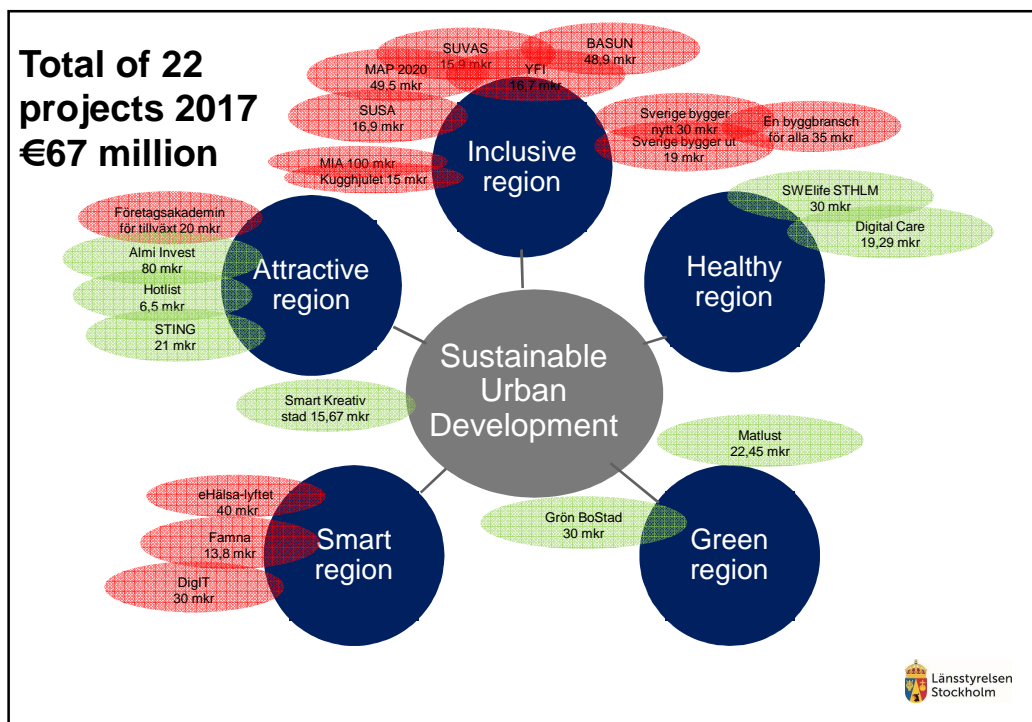 Total of 22
projects 2017
€67 million
SUVAS
15,9 mkr
BASUN
48,9 mkr
MAP 2020
49,5 mkr
YFI
16,7 mkr
SUSA
16,9 mkr
MIA 100 mkr
Kugghjulet 15 mkr
Inclusive
region
Sverige bygger
nytt 30 mkr
Sverige bygger ut
19 mkr
En byggbransch
för alla 35 mkr
SWElife STHLM
30 mkr
Digital Care
19,29 mkr
Healthy
region
Företagsakademin
för tillväxt 20 mkr
Almi Invest
80 mkr
Hotlist
6,5 mkr
STING
21 mkr
Attractive
region
Sustainable
Urban
Development
Smart Kreativ
stad 15,67 mkr
Matlust
22,45 mkr
eHälsa-lyftet
40 mkr
Famna
13,8 mkr
DigIT
30 mkr
Smart
region
Grön BoStad
30 mkr
Green
region
Länsstyrelsen
Stockholm